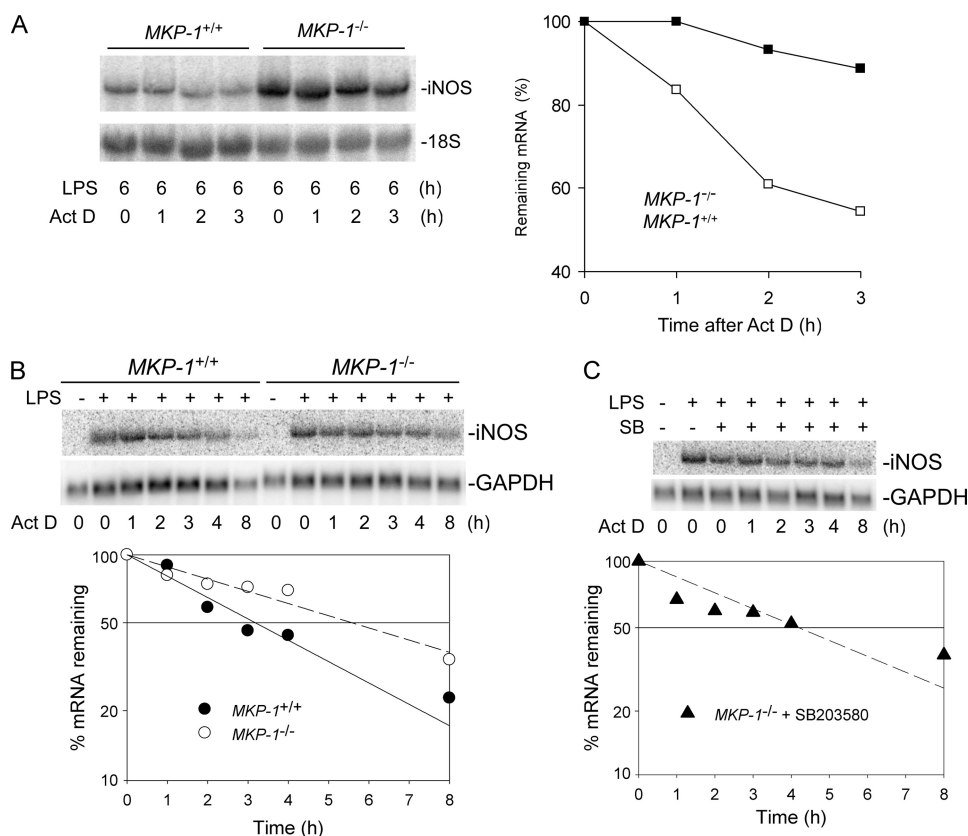 A
MKP-1+/+ MKP-1-/-
-iNOS
-18S
LPS 6 6 6 6 6 6 6 6 (h)
Act D 0 1 2 3 0 1 2 3 (h)
100
80
60
40
Remaining mRNA (%)
MKP-1-/-
MKP-1+/+
0 1 2 3
Time after Act D (h)
B
MKP-1+/+ MKP-1-/-
LPS - + + + + + + - + + + + + +
-iNOS
-GAPDH
Act D 0 0 1 2 3 4 8 0 0 1 2 3 4 8 (h)
100
50
20
10
% mRNA remaining
MKP-1+/+
MKP-1-/-
0 1 2 3 4 5 6 7 8
Time (h)
C
LPS - + + + + + + +
SB - - + + + + + +
-iNOS
-GAPDH
Act D 0 0 0 1 2 3 4 8 (h)
100
50
20
10
% mRNA remaining
MKP-1-/- + SB203580
0 1 2 3 4 5 6 7 8
Time (h)